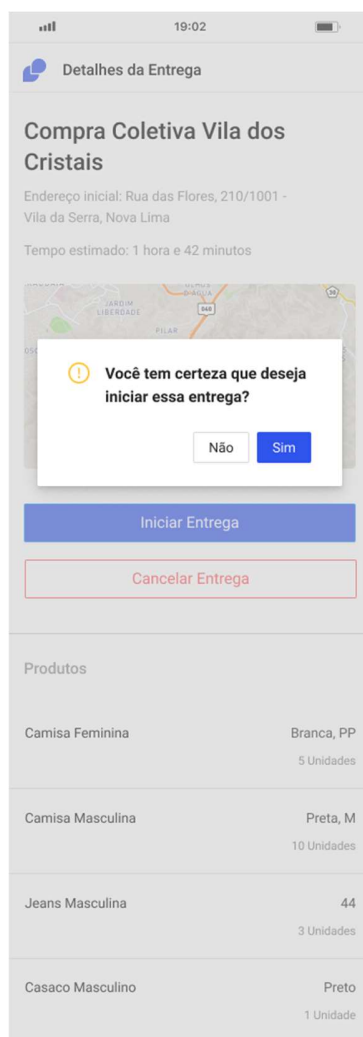 19:02
Detalhes da Entrega
Compra Coletiva Vila dos
Cristais
Endereço inicial: Rua das Flores, 210/1001 -
Vila da Serra, Nova Lima
Tempo estimado: 1 hora e 42 minutos
JARDIM
LIBERDADE
PILAR
Você tem certeza que deseja
iniciar essa entrega?
Não
Sim
Iniciar Entrega
Cancelar Entrega
Produtos
Camisa Feminina
Branca, PP
5 Unidades
Camisa Masculina
Preta, M
10 Unidades
Jeans Masculina
44
3 Unidades
Casaco Masculino
Preto
1 Unidade